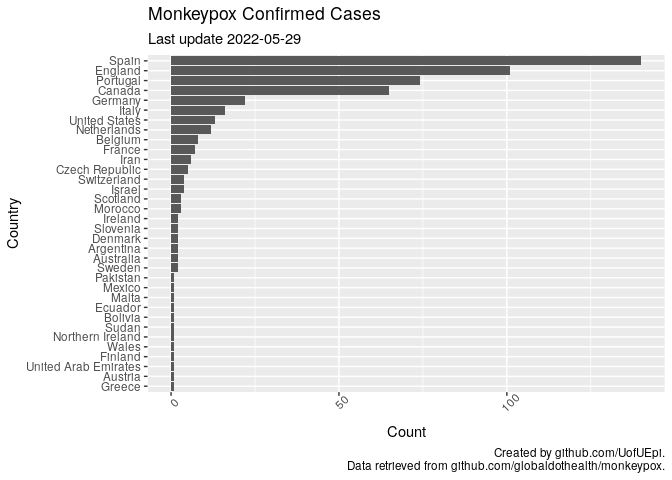 Monkeypox Confirmed Cases
Last update 2022-05-29
Country
Spain
England
Portugal
Canada
Germany
Italy
United States
Netherlands
Belgium
France
Iran
Czech Republic
Switzerland
Israel
Scotland
Morocco
Ireland
Slovenia
Denmark
Argentina
Australia
Sweden
Pakistan
Mexico
Malta
Ecuador
Bolivia
Sudan
Northern Ireland
Wales
Finland
United Arab Emirates
Austria
Greece
0 50 100
Count
Created by github.com/UofUEpi.
Data retrieved from github.com/globaldothealth/monkeypox.